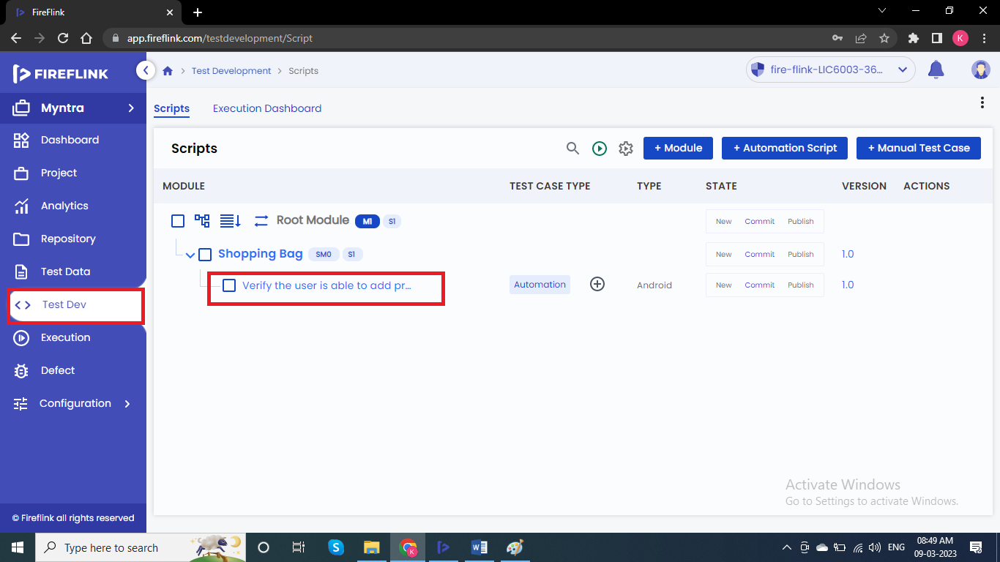 FireFlink
app.fireflink.com/testdevelopment/Script
K
FIREFLINK
Test Development > Scripts
fire-flink-LIC6003-36...
Myntra
Dashboard
Project
Analytics
Repository
Test Data
Test Dev
Execution
Defect
Configuration
© Fireflink all rights reserved
Scripts Execution Dashboard
Scripts
+ Module + Automation Script + Manual Test Case
MODULE TEST CASE TYPE TYPE STATE VERSION ACTIONS
Root Module M1 S1 New Commit Publish
Shopping Bag SM0 S1 New Commit Publish 1.0
Verify the user is able to add pr... Automation Android New Commit Publish 1.0
Activate Windows
Go to Settings to activate Windows.
Type here to search
S
K
W
ENG
08:49 AM
09-03-2023